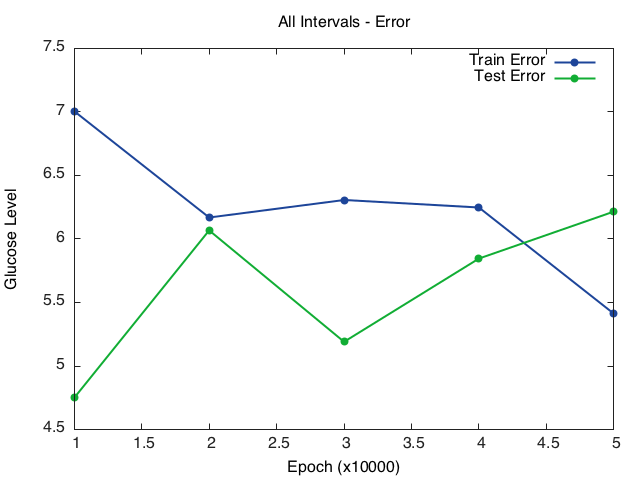 All Intervals - Error
Train Error
Test Error
7.5
7
6.5
6
5.5
5
4.5
Glucose Level
1 1.5 2 2.5 3 3.5 4 4.5 5
Epoch (x10000)